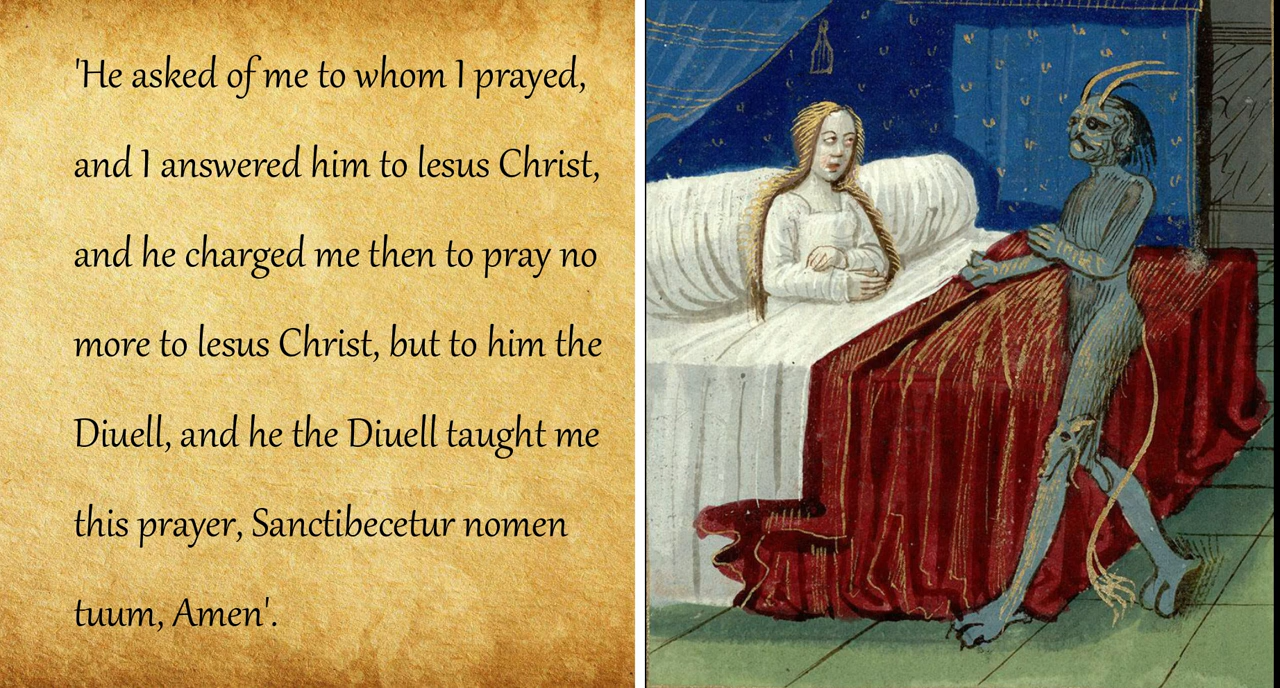 'He asked of me to whom I prayed,
and I answered him to lesus Christ,
and he charged me then to pray no
more to lesus Christ, but to him the
Diuell, and he the Diuell taught me
this prayer, Sanctibecetur nomen
tuum, Amen'.